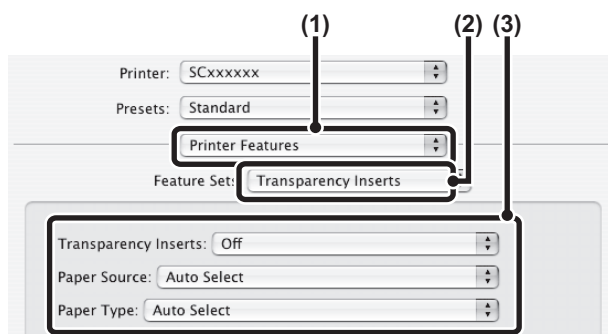 (1) (2) (3)
Printer: SCxxxxxx
Presets: Standard
Printer Features
Feature Set: Transparency Inserts
Transparency Inserts: Off
Paper Source: Auto Select
Paper Type: Auto Select